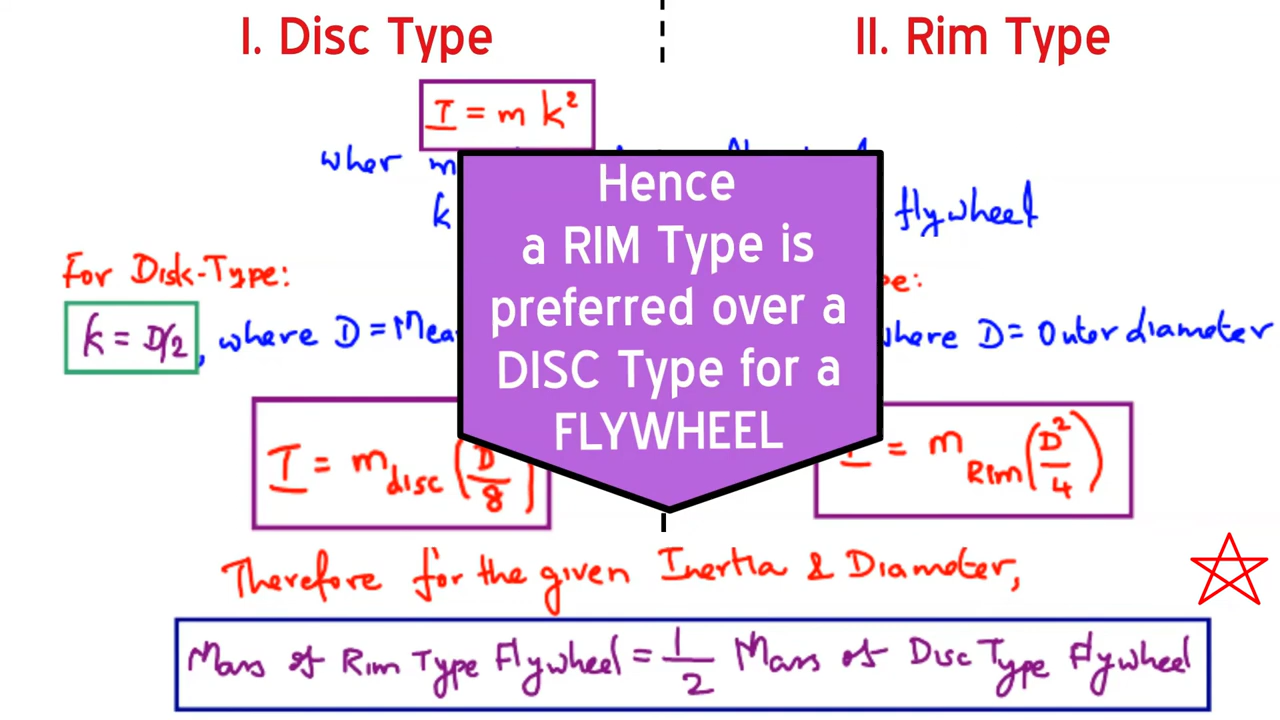 I. Disc Type
II. Rim Type
I = m k²
wher m
k flywheel
For Disk-Type:
pe:
k = D/2, where D = Mea
here D = Outer diameter
I = m disc (D/8)
I = m Rim (D²/4)
Hence
a RIM Type is
preferred over a
DISC Type for a
FLYWHEEL
Therefore for the given Inertia & Diameter,
Mass of Rim Type Flywheel = 1/2 Mass of Disc Type Flywheel